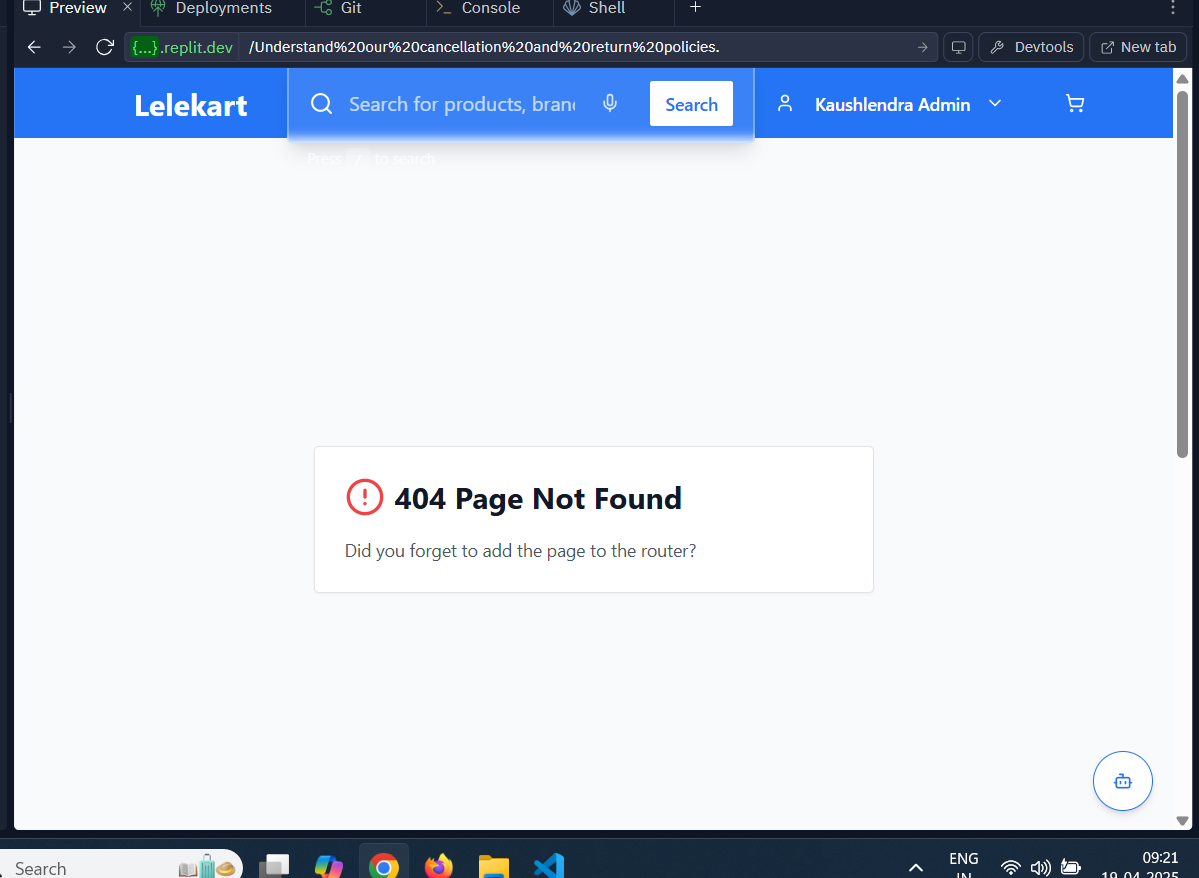 Preview × Deployments Git Console Shell +
{...}.replit.dev /Understand%20our%20cancellation%20and%20return%20policies. Devtools New tab
Lelekart Search for products, bran Search Kaushlendra Admin
Press / to search
404 Page Not Found
Did you forget to add the page to the router?
Search
ENG
IN
09:21
19-04-2025